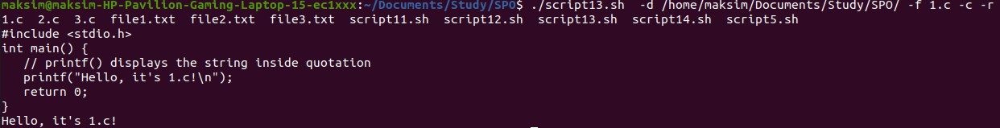 maksim@maksim-HP-Pavilion-Gaming-Laptop-15-ec1xxx:~/Documents/Study/SPO$ ./script13.sh  -d /home/maksim/Documents/Study/SPO/ -f 1.c -c -r
1.c  2.c  3.c  file1.txt  file2.txt  file3.txt  script11.sh  script12.sh  script13.sh  script14.sh  script5.sh
#include <stdio.h>
int main() {
   // printf() displays the string inside quotation
   printf("Hello, it's 1.c!\n");
   return 0;
}
Hello, it's 1.c!